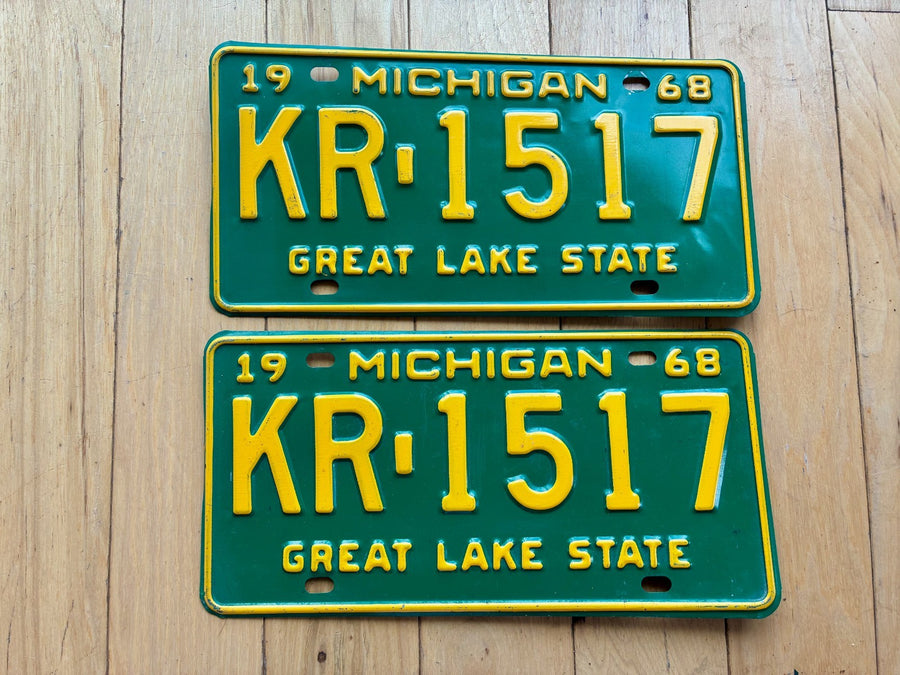 19 MICHIGAN 68
KR-1517
GREAT LAKE STATE
19 MICHIGAN 68
KR-1517
GREAT LAKE STATE